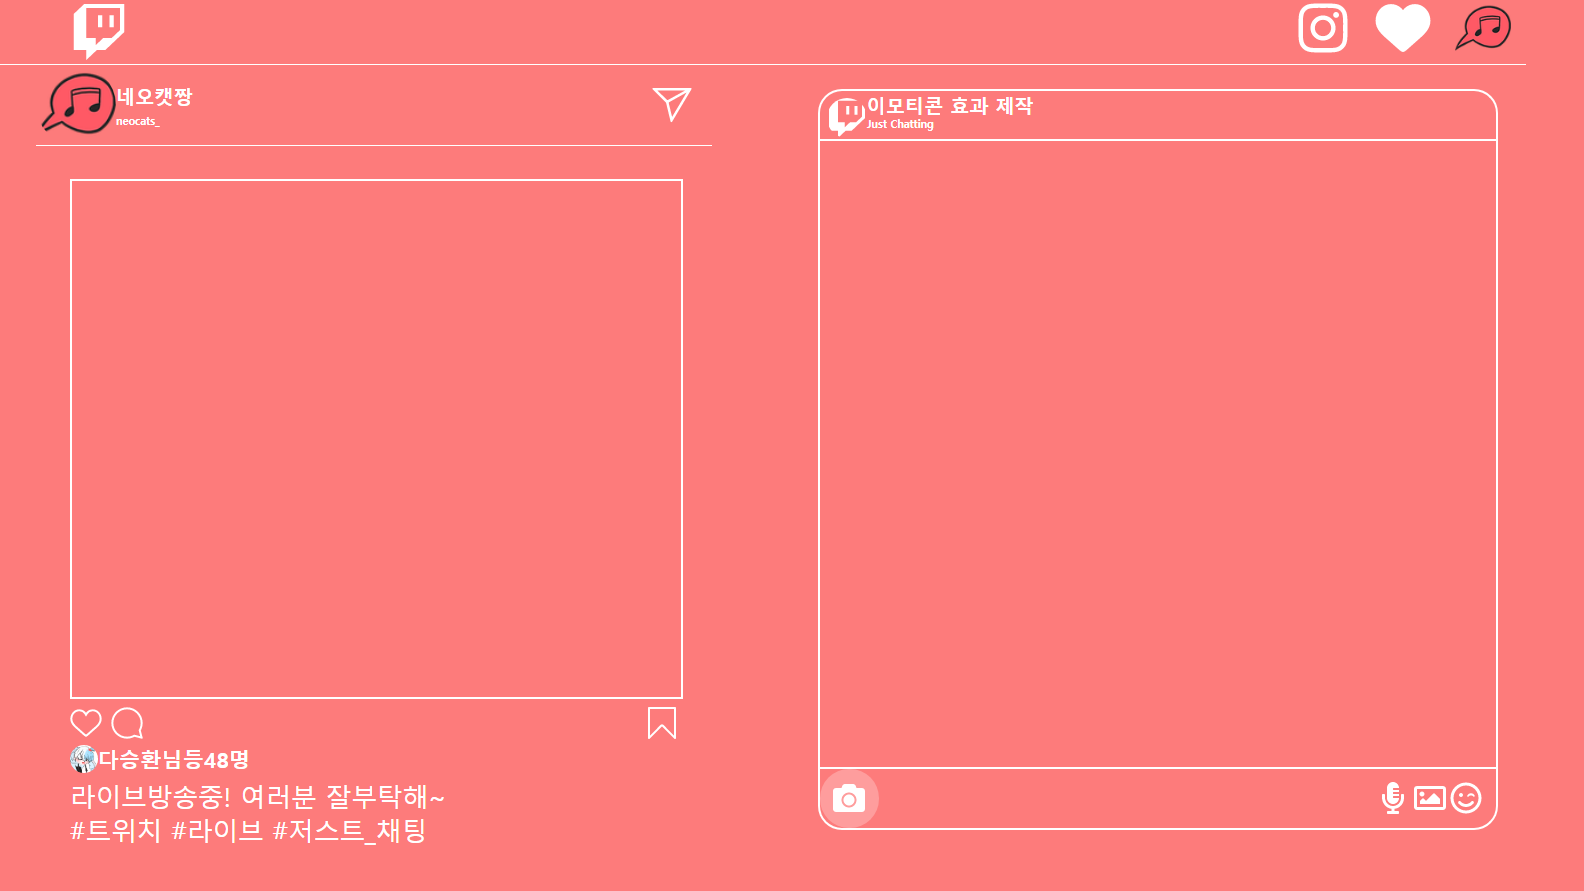 네오캣짱
neocats_
이모티콘 효과 제작
Just Chatting
다승환님등48명
라이브방송중! 여러분 잘부탁해~
#트위치 #라이브 #저스트_채팅